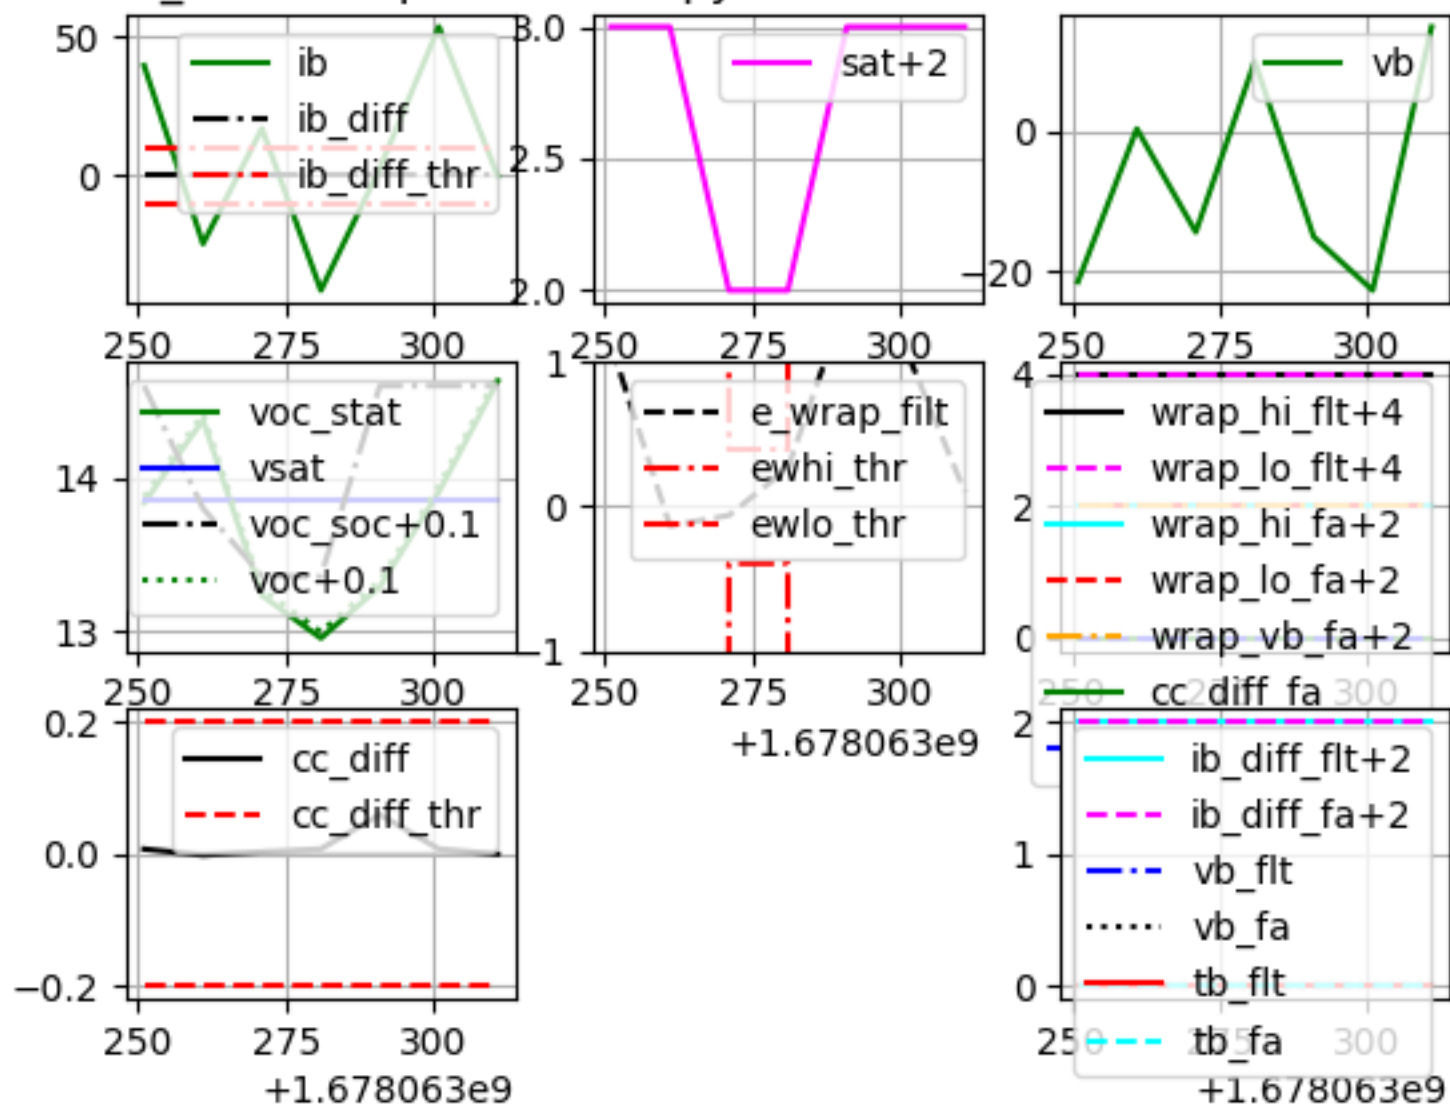 50
0
ib
ib_diff
ib_diff_thr
250
275
300
3.0
2.5
2.0
sat+2
250
275
300
0
−20
vb
250
275
300
14
13
voc_stat
vsat
voc_soc+0.1
voc+0.1
250
275
300
1
0
−1
e_wrap_filt
ewhi_thr
ewlo_thr
250
275
300
+1.678063e9
4
2
0
wrap_hi_flt+4
wrap_lo_flt+4
wrap_hi_fa+2
wrap_lo_fa+2
wrap_vb_fa+2
cc_diff_fa
250
300
0.2
0.0
−0.2
cc_diff
cc_diff_thr
250
275
300
+1.678063e9
2
1
0
ib_diff_flt+2
ib_diff_fa+2
vb_flt
vb_fa
tb_flt
tb_fa
250
275
300
+1.678063e9